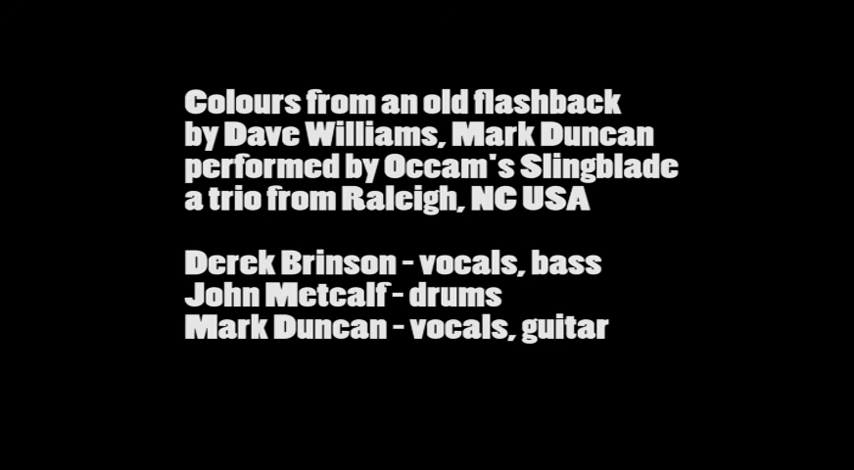 Colours from an old flashback
by Dave Williams, Mark Duncan
performed by Occam's Slingblade
a trio from Raleigh, NC USA
Derek Brinson - vocals, bass
John Metcalf - drums
Mark Duncan - vocals, guitar